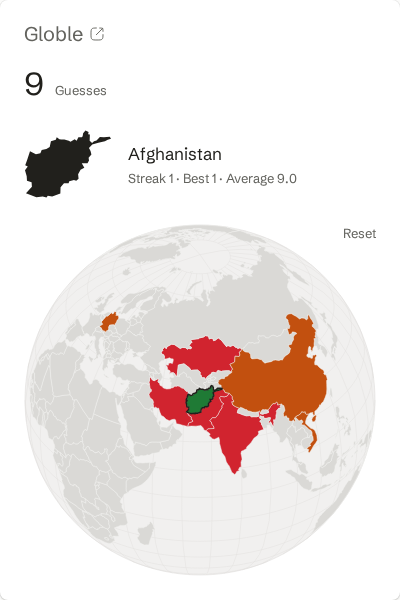 Globle
9 Guesses
Afghanistan
Streak 1 · Best 1 · Average 9.0
Reset